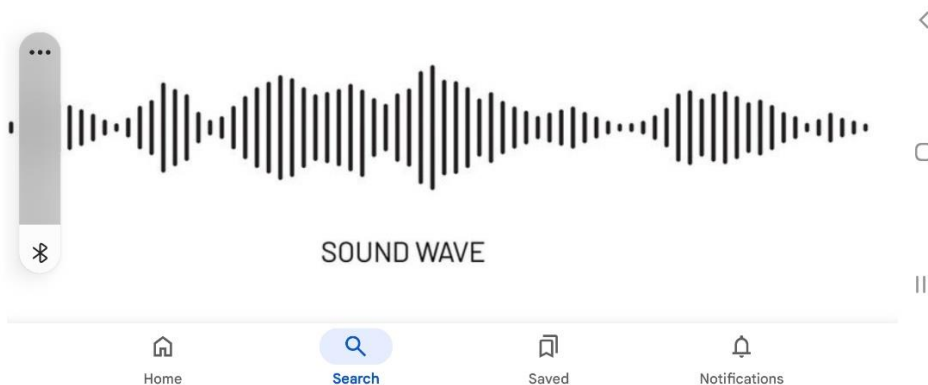 SOUND WAVE
Home
Search
Saved
Notifications